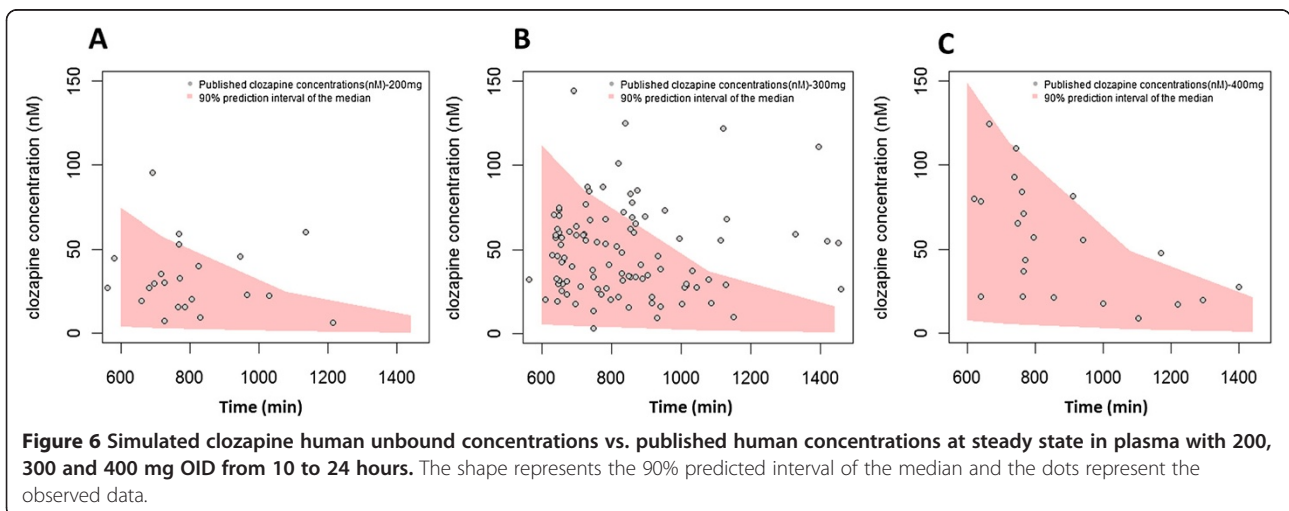 A
B
C
Published clozapine concentrations(nM)-200mg
90% prediction interval of the median
clozapine concentration (nM)
0 50 100 150
600 800 1000 1200 1400
Time (min)
Published clozapine concentrations(nM)-300mg
90% prediction interval of the median
clozapine concentration (nM)
0 50 100 150
600 800 1000 1200 1400
Time (min)
Published clozapine concentrations(nM)-400mg
90% prediction interval of the median
clozapine concentration (nM)
0 50 100 150
600 800 1000 1200 1400
Time (min)
Figure 6 Simulated clozapine human unbound concentrations vs. published human concentrations at steady state in plasma with 200,
300 and 400 mg OID from 10 to 24 hours. The shape represents the 90% predicted interval of the median and the dots represent the
observed data.